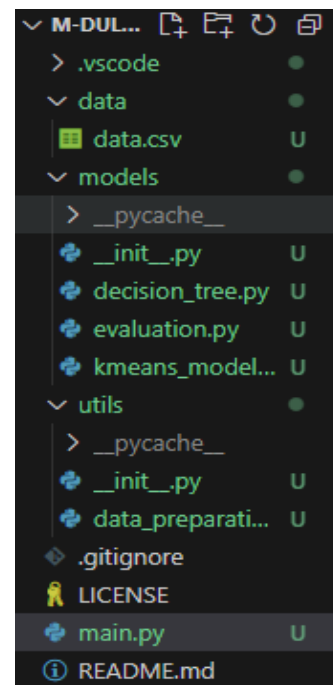 M-DUL...
.vscode
data
data.csv U
models
__pycache__
__init__.py U
decision_tree.py U
evaluation.py U
kmeans_model... U
utils
__pycache__
__init__.py U
data_preparati... U
.gitignore
LICENSE
main.py U
README.md